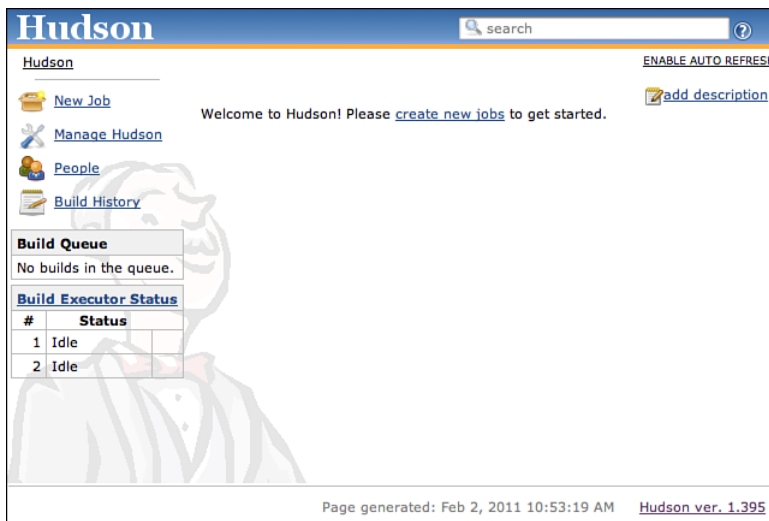 Hudson
search
Hudson
ENABLE AUTO REFRESH
New Job
add description
Welcome to Hudson! Please create new jobs to get started.
Manage Hudson
People
Build History
Build Queue
No builds in the queue.
Build Executor Status
# Status
1 Idle
2 Idle
Page generated: Feb 2, 2011 10:53:19 AM Hudson ver. 1.395